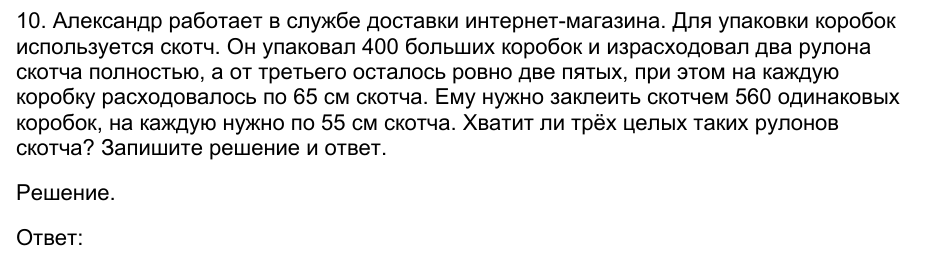 10. Александр работает в службе доставки интернет-магазина. Для упаковки коробок
используется скотч. Он упаковал 400 больших коробок и израсходовал два рулона
скотча полностью, а от третьего осталось ровно две пятых, при этом на каждую
коробку расходовалось по 65 см скотча. Ему нужно заклеить скотчем 560 одинаковых
коробок, на каждую нужно по 55 см скотча. Хватит ли трёх целых таких рулонов
скотча? Запишите решение и ответ.
Решение.
Ответ: